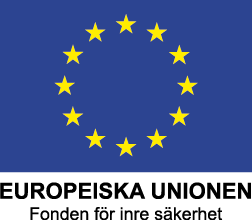 EUROPEISKA UNIONEN
Fonden för inre säkerhet